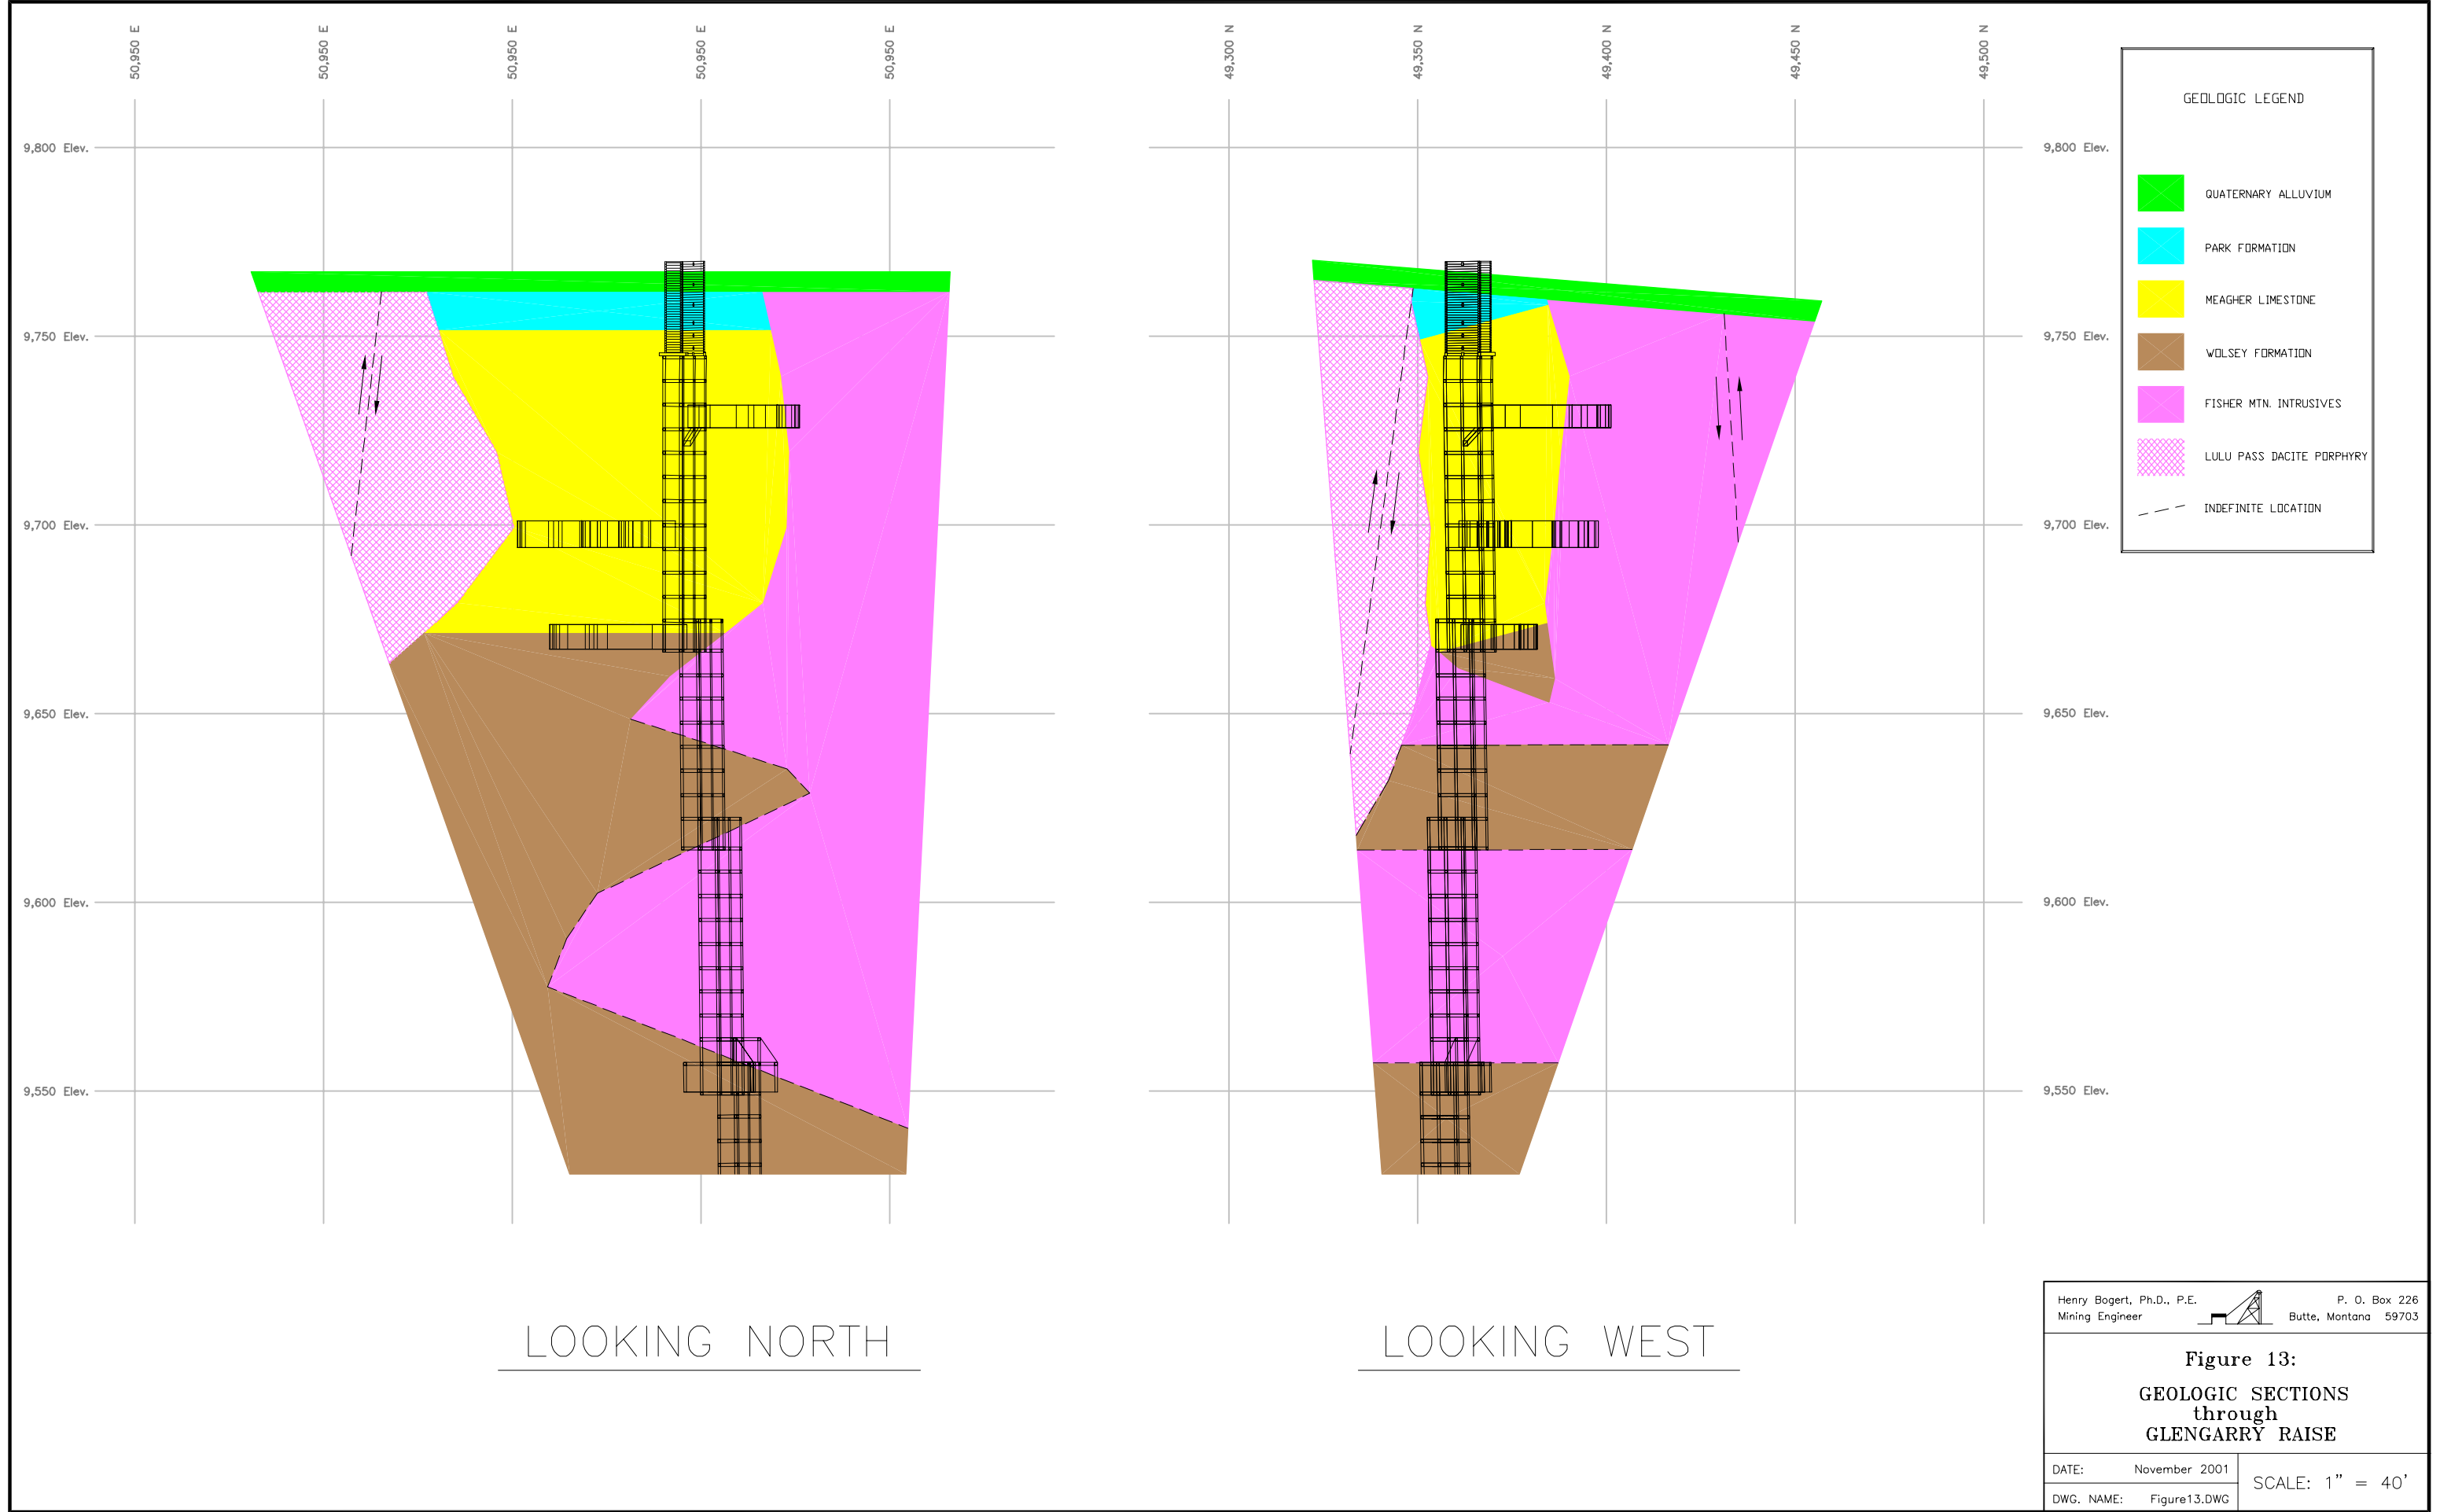 50,950 E
50,950 E
50,950 E
50,950 E
50,950 E
49,300 N
49,350 N
49,400 N
49,450 N
49,500 N
9,800 Elev.
9,750 Elev.
9,700 Elev.
9,650 Elev.
9,600 Elev.
9,550 Elev.
9,800 Elev.
9,750 Elev.
9,700 Elev.
9,650 Elev.
9,600 Elev.
9,550 Elev.
GEOLOGIC LEGEND
QUATERNARY ALLUVIUM
PARK FORMATION
MEAGHER LIMESTONE
WOLSEY FORMATION
FISHER MTN. INTRUSIVES
LULU PASS DACITE PORPHYRY
INDEFINITE LOCATION
LOOKING NORTH
LOOKING WEST
Henry Bogert, Ph.D., P.E.
Mining Engineer
P. O. Box 226
Butte, Montana 59703
Figure 13:
GEOLOGIC SECTIONS
through
GLENGARRY RAISE
DATE: November 2001
DWG. NAME: Figure13.DWG
SCALE: 1" = 40'